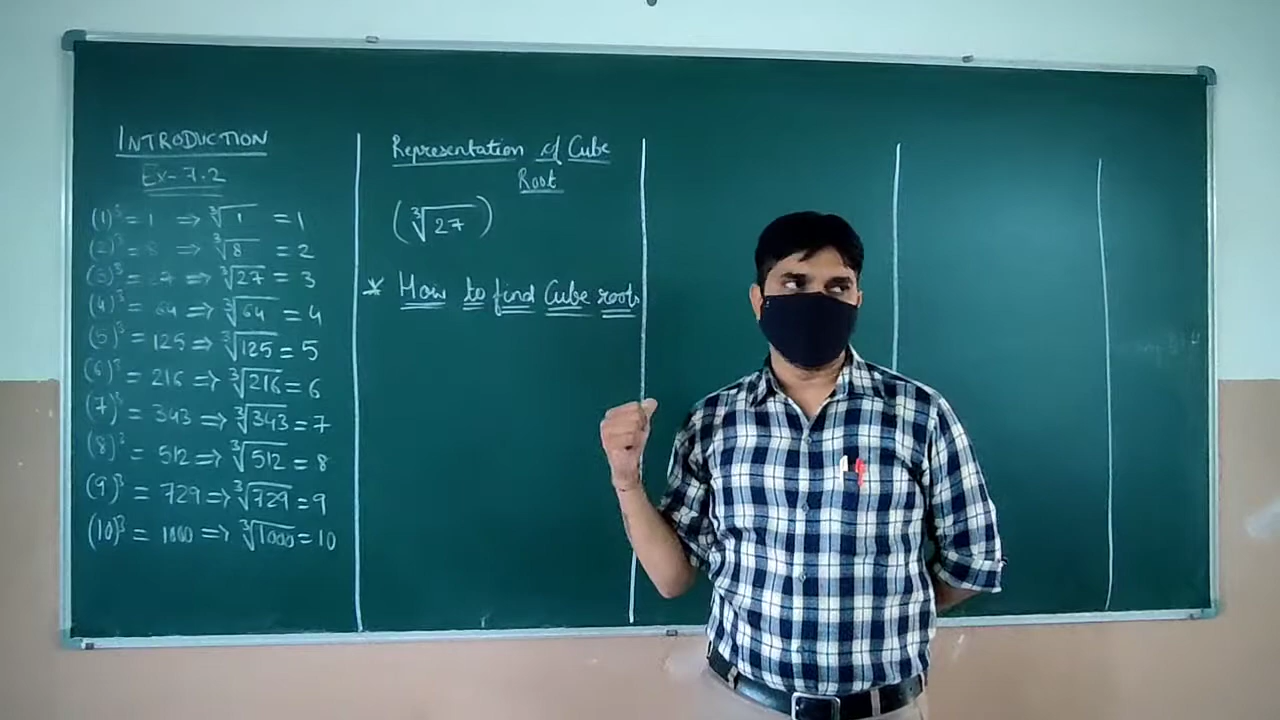 INTRODUCTION
Ex-7.2
(1)³ = 1 ⇒ ∛1 = 1
(2)³ = 8 ⇒ ∛8 = 2
(3)³ = 27 ⇒ ∛27 = 3
(4)³ = 64 ⇒ ∛64 = 4
(5)³ = 125 ⇒ ∛125 = 5
(6)³ = 216 ⇒ ∛216 = 6
(7)³ = 343 ⇒ ∛343 = 7
(8)³ = 512 ⇒ ∛512 = 8
(9)³ = 729 ⇒ ∛729 = 9
(10)³ = 1000 ⇒ ∛1000 = 10
Representation of Cube
Root
(∛27)
* How to find Cube roots